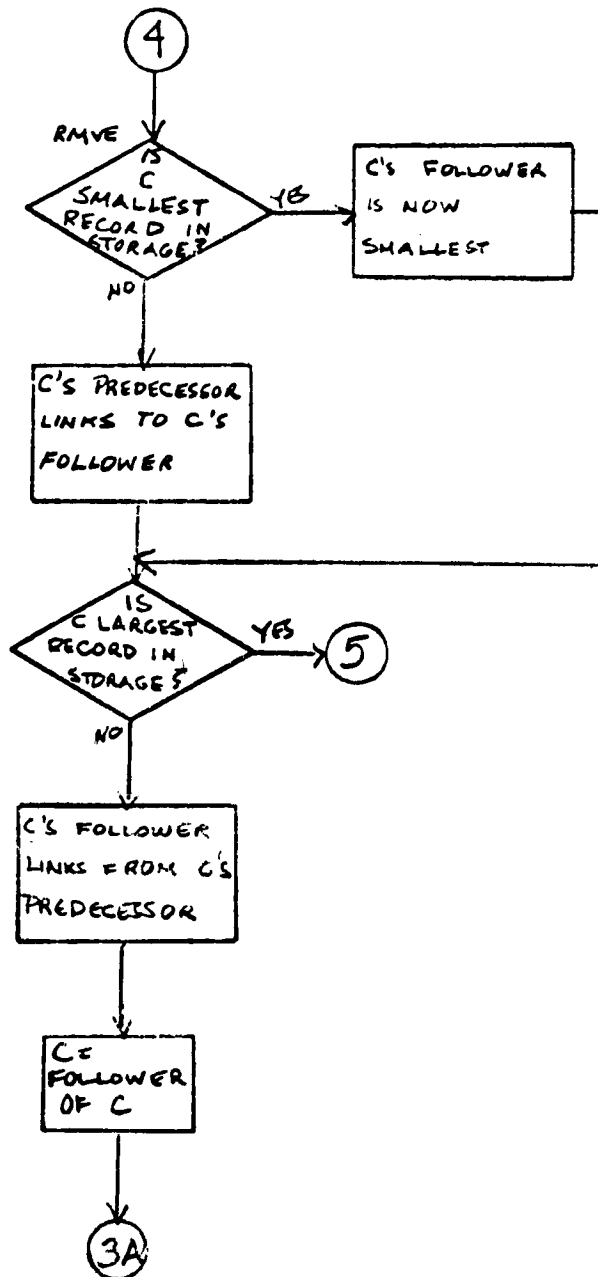 4
RMVE
IS
C
SMALLEST
RECORD IN
STORAGE?
YES
C'S FOLLOWER
IS NOW
SMALLEST
NO
C'S PREDECESSOR
LINKS TO C'S
FOLLOWER
IS
C LARGEST
RECORD IN
STORAGE?
YES
5
NO
C'S FOLLOWER
LINKS FROM C'S
PREDECESSOR
C=
FOLLOWER
OF C
3A